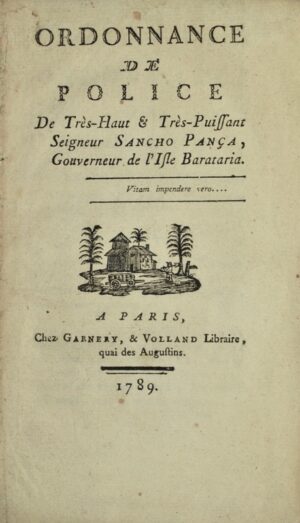 ORDONNANCE
DE
POLICE
De Très-Haut & Très-Puiſſant
Seigneur SANCHO PANÇA,
Gouverneur de l'Iſle Barataria.
Vitam impendere vero....
A PARIS,
Chez GARNERY, & VOLLAND Libraire,
quai des Auguſtins.
1789.